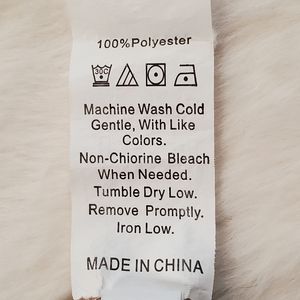 100%Polyester
30C
Machine Wash Cold
Gentle, With Like
Colors.
Non-Chiorine Bleach
When Needed.
Tumble Dry Low.
Remove Promptly.
Iron Low.
MADE IN CHINA